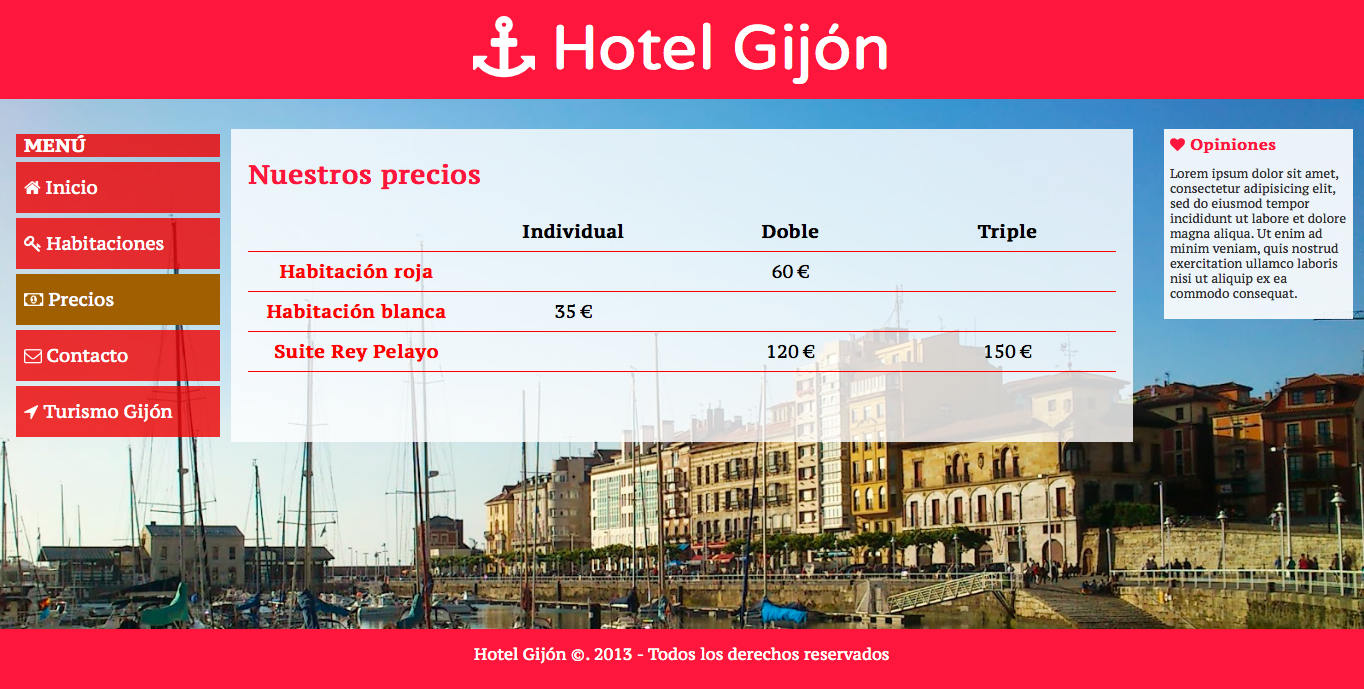 Hotel Gijón
MENÚ
Inicio
Habitaciones
Precios
Contacto
Turismo Gijón
Nuestros precios
Individual Doble Triple
Habitación roja 60 €
Habitación blanca 35 €
Suite Rey Pelayo 120 € 150 €
Opiniones
Lorem ipsum dolor sit amet,
consectetur adipisicing elit,
sed do eiusmod tempor
incididunt ut labore et dolore
magna aliqua. Ut enim ad
minim veniam, quis nostrud
exercitation ullamco laboris
nisi ut aliquip ex ea
commodo consequat.
Hotel Gijón ©. 2013 - Todos los derechos reservados